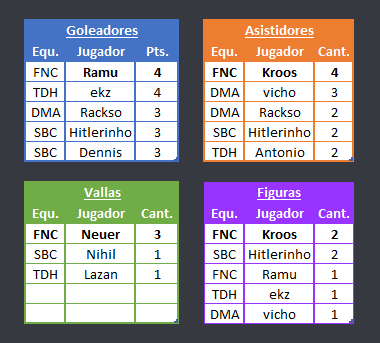 Goleadores
Equ. Jugador Pts.
FNC Ramu 4
TDH ekz 4
DMA Rackso 3
SBC Hitlerinho 3
SBC Dennis 3
Asistidores
Equ. Jugador Cant.
FNC Kroos 4
DMA vicho 3
DMA Rackso 2
SBC Hitlerinho 2
TDH Antonio 2
Vallas
Equ. Jugador Cant.
FNC Neuer 3
SBC Nihil 1
TDH Lazan 1
Figuras
Equ. Jugador Cant.
FNC Kroos 2
SBC Hitlerinho 2
FNC Ramu 1
TDH ekz 1
DMA vicho 1